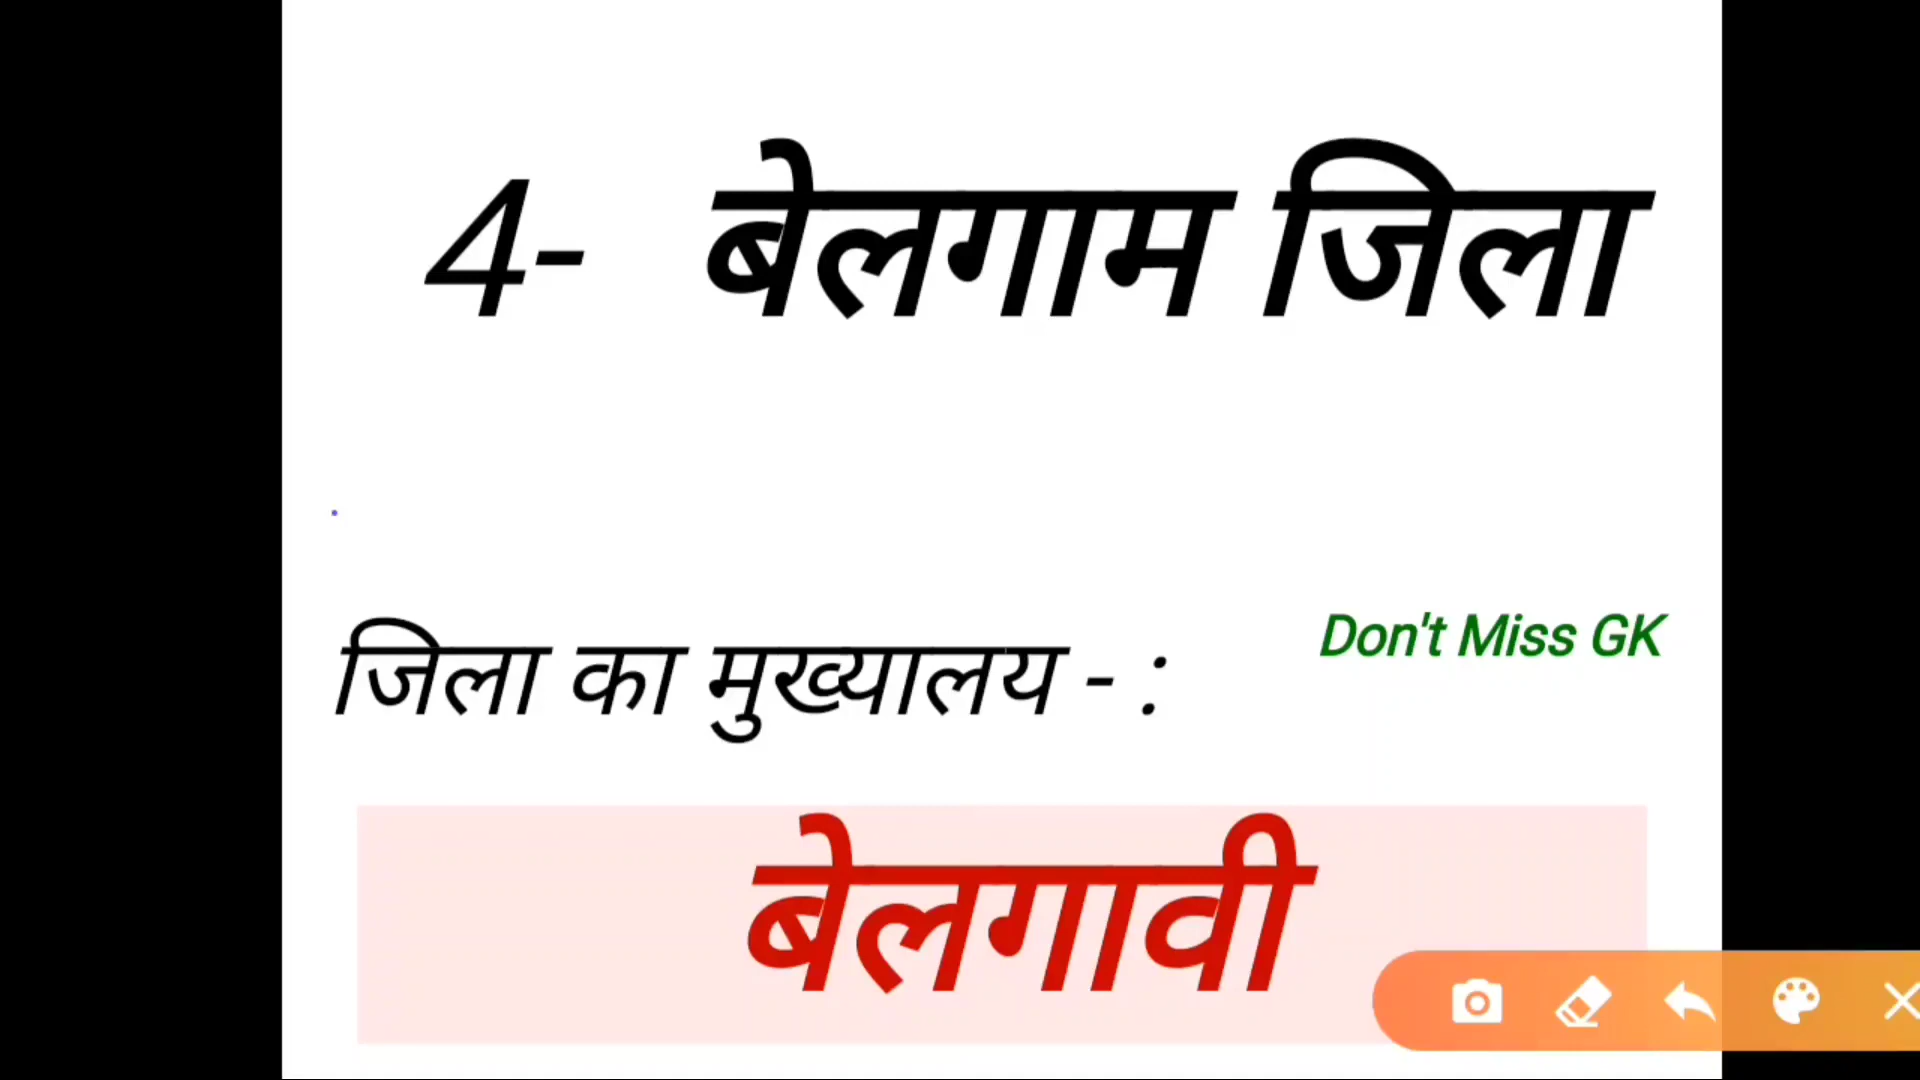 4- बेलगाम जिला
Don't Miss GK
जिला का मुख्यालय - :
बेलगावी